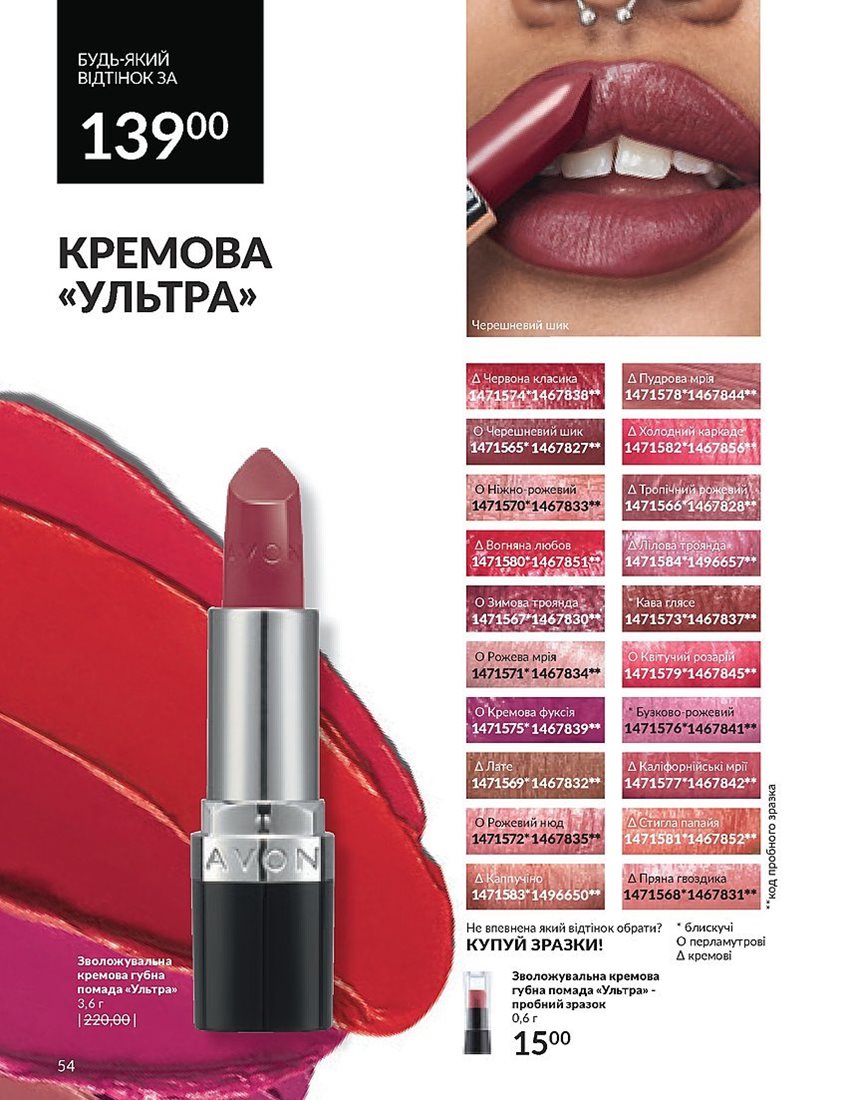 БУДЬ-ЯКИЙ
ВІДТІНОК ЗА
139⁰⁰
КРЕМОВА
«УЛЬТРА»
Черешневий шик
Δ Червона класика
1471574*1467838**
О Черешневий шик
1471565*1467827**
О Ніжно-рожевий
1471570*1467833**
Δ Вогняна любов
1471580*1467851**
О Зимова троянда
1471567*1467830**
О Рожева мрія
1471571*1467834**
О Кремова фуксія
1471575*1467839**
Δ Лате
1471569*1467832**
О Рожевий нюд
1471572*1467835**
Δ Каппучіно
1471583*1496650**
Δ Пудрова мрія
1471578*1467844**
Δ Холодний каркаде
1471582*1467856**
Δ Тропічний рожевий
1471566*1467828**
Δ Лілова троянда
1471584*1496657**
* Кава глясе
1471573*1467837**
О Квітучий розарій
1471579*1467845**
* Бузково-рожевий
1471576*1467841**
Δ Каліфорнійські мрії
1471577*1467842**
Δ Стигла папайя
1471581*1467852**
Δ Пряна гвоздика
1471568*1467831**
**код пробного зразка
Не впевнена який відтінок обрати?
КУПУЙ ЗРАЗКИ!
* блискучі
О перламутрові
Δ кремові
Зволожувальна кремова
губна помада «Ультра» -
пробний зразок
0,6 г
15⁰⁰
AVON
AVON
Зволожувальна
кремова губна
помада «Ультра»
3,6 г
|220,00|
54